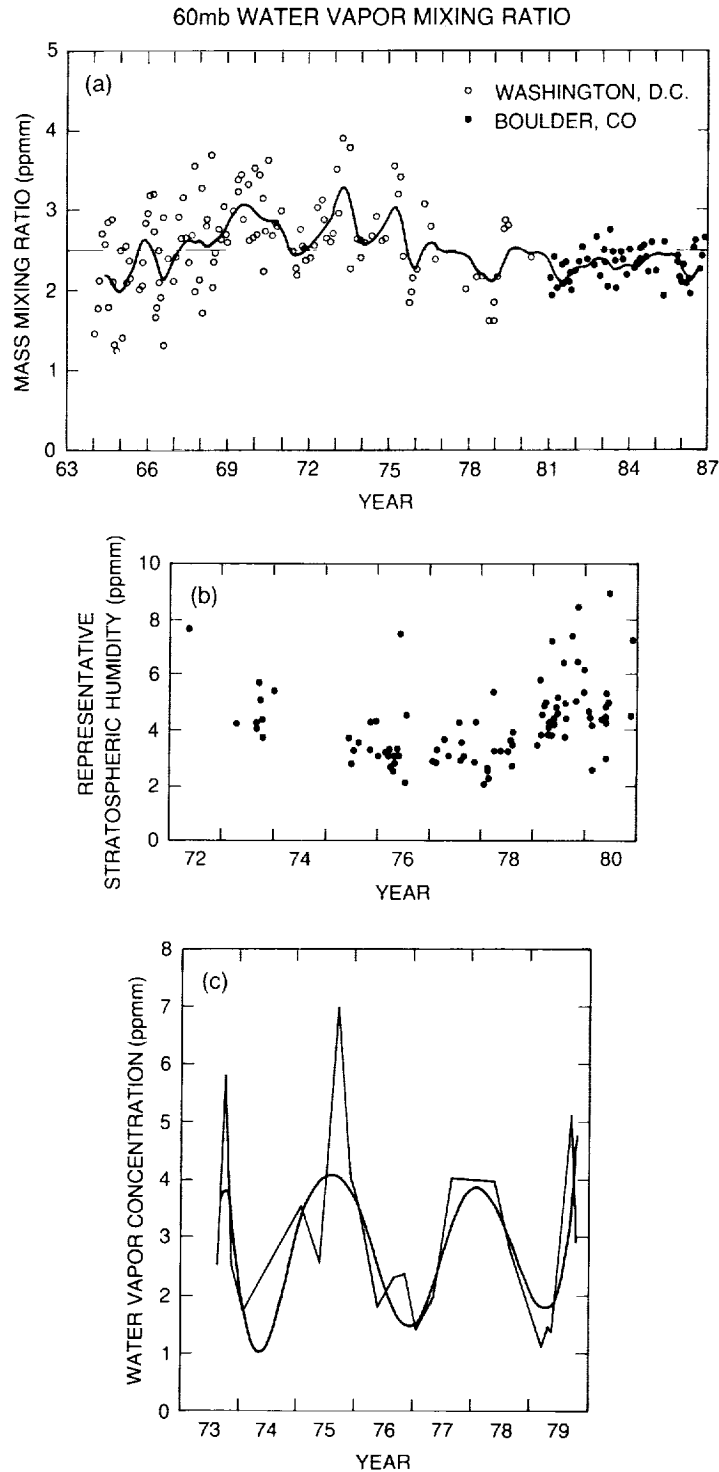 60mb WATER VAPOR MIXING RATIO
(a)
WASHINGTON, D.C.
BOULDER, CO
MASS MIXING RATIO (ppmm)
5
4
3
2
1
0
63 66 69 72 75 78 81 84 87
YEAR
(b)
REPRESENTATIVE
STRATOSPHERIC HUMIDITY (ppmm)
10
8
6
4
2
0
72 74 76 78 80
YEAR
(c)
WATER VAPOR CONCENTRATION (ppmm)
8
7
6
5
4
3
2
1
0
73 74 75 76 77 78 79
YEAR